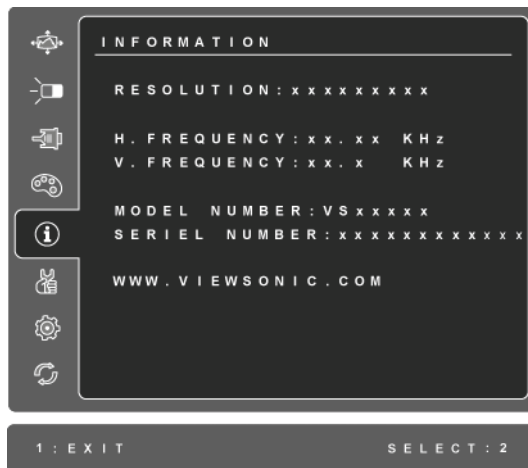 INFORMATION
RESOLUTION:xxxxxxxxx
H.FREQUENCY:xx.xx KHz
V.FREQUENCY:xx.x KHz
MODEL NUMBER:VSxxxxx
SERIEL NUMBER:xxxxxxxxxxxx
WWW.VIEWSONIC.COM
1:EXIT SELECT:2